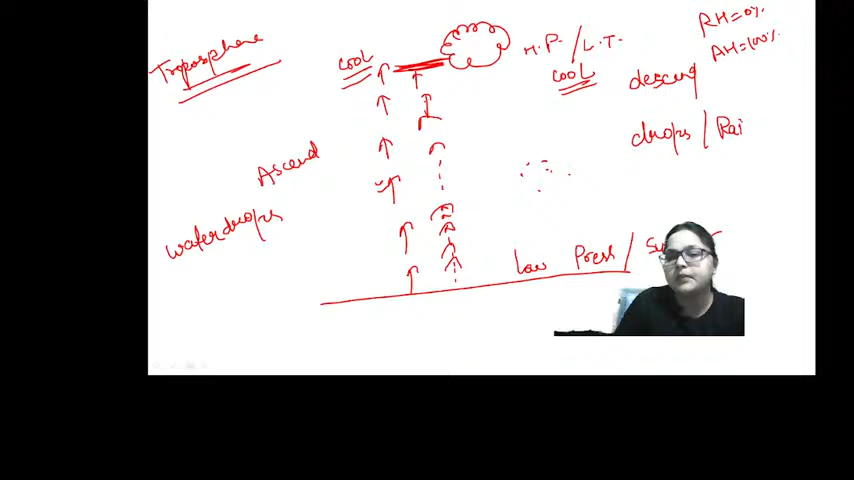 Troposphere
cool
H.P / L.T.
cool
RH=0%
AH=100%
descend
drops / Rai
Ascend
waterdrops
Low Press /